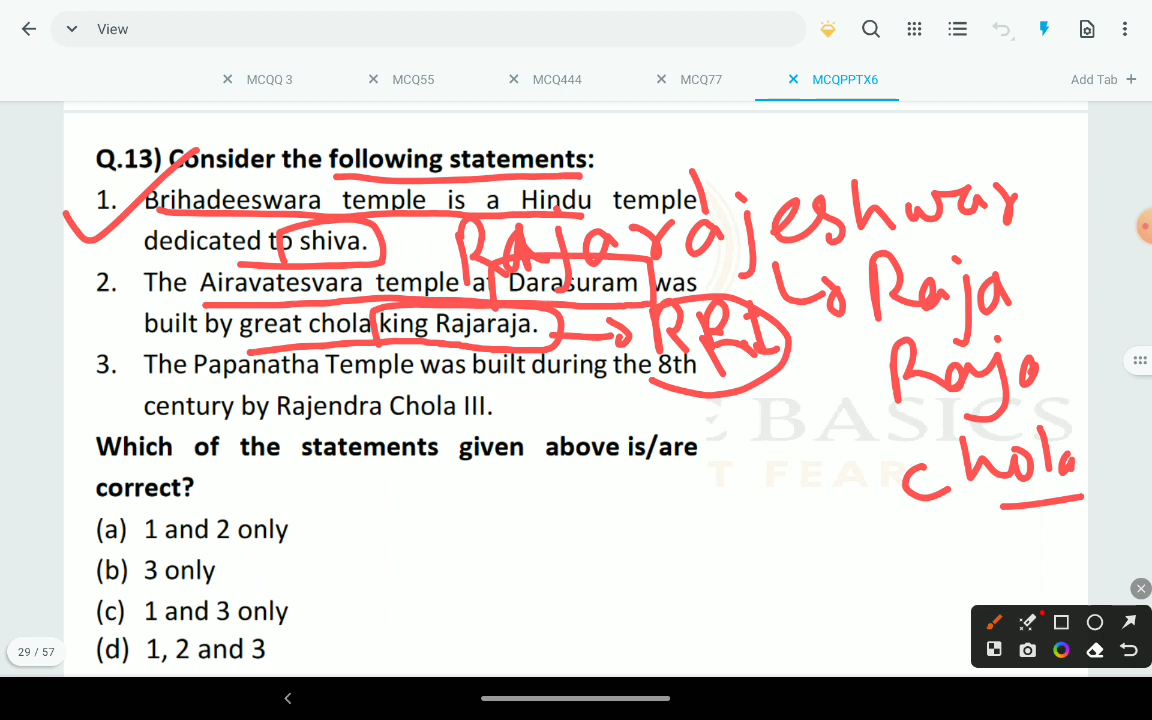 View
MCQQ 3
MCQ55
MCQ444
MCQ77
MCQPPTX6
Add Tab +
Q.13) Consider the following statements:
1. Brihadeeswara temple is a Hindu temple
dedicated to shiva.
Rajarajeshwar
2. The Airavatesvara temple at Darasuram was
Raja
built by great chola king Rajaraja.
RRI
Raja
3. The Papanatha Temple was built during the 8th
century by Rajendra Chola III.
BASICS
Chola
Which of the statements given above is/are
T FEAR
correct?
(a) 1 and 2 only
(b) 3 only
(c) 1 and 3 only
(d) 1, 2 and 3
29 / 57